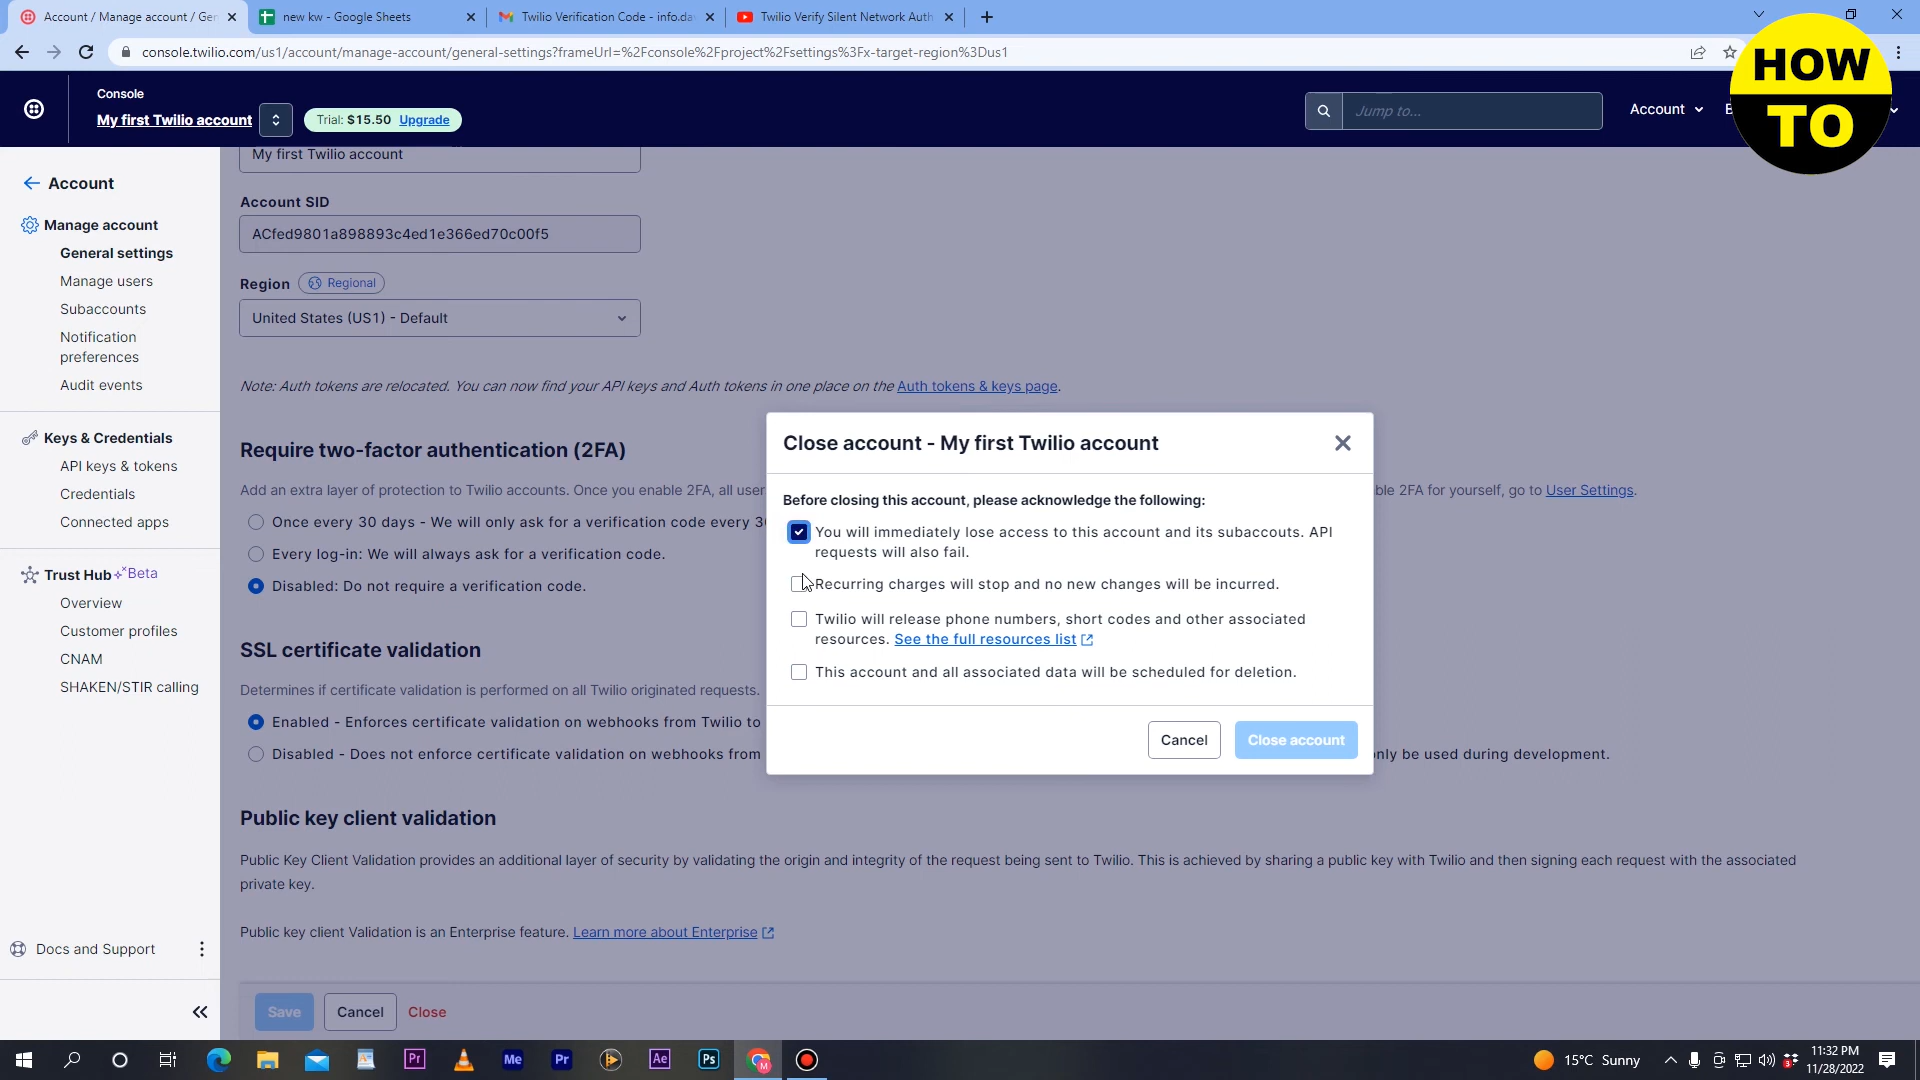 Account / Manage account / Gen
new kw - Google Sheets
Twilio Verification Code - info.da
Twilio Verify Silent Network Auth
console.twilio.com/us1/account/manage-account/general-settings?frameUrl=%2Fconsole%2Fproject%2Fsettings%3Fx-target-region%3Dus1
HOW
TO
Console
My first Twilio account
Trial: $15.50 Upgrade
Jump to...
Account
Account
Manage account
General settings
Manage users
Subaccounts
Notification
preferences
Audit events
Keys & Credentials
API keys & tokens
Credentials
Connected apps
Trust Hub Beta
Overview
Customer profiles
CNAM
SHAKEN/STIR calling
Docs and Support
My first Twilio account
Account SID
ACfed9801a898893c4ed1e366ed70c00f5
Region Regional
United States (US1) - Default
Note: Auth tokens are relocated. You can now find your API keys and Auth tokens in one place on the Auth tokens & keys page.
Require two-factor authentication (2FA)
Add an extra layer of protection to Twilio accounts. Once you enable 2FA, all user
ble 2FA for yourself, go to User Settings.
Once every 30 days - We will only ask for a verification code every 3
Every log-in: We will always ask for a verification code.
Disabled: Do not require a verification code.
SSL certificate validation
Determines if certificate validation is performed on all Twilio originated requests.
Enabled - Enforces certificate validation on webhooks from Twilio to
Disabled - Does not enforce certificate validation on webhooks from
nly be used during development.
Public key client validation
Public Key Client Validation provides an additional layer of security by validating the origin and integrity of the request being sent to Twilio. This is achieved by sharing a public key with Twilio and then signing each request with the associated
private key.
Public key client Validation is an Enterprise feature. Learn more about Enterprise
Save
Cancel
Close
Close account - My first Twilio account
Before closing this account, please acknowledge the following:
You will immediately lose access to this account and its subaccouts. API
requests will also fail.
Recurring charges will stop and no new changes will be incurred.
Twilio will release phone numbers, short codes and other associated
resources. See the full resources list
This account and all associated data will be scheduled for deletion.
Cancel
Close account
Pr
Me
Pr
Ae
Ps
M
15°C Sunny
3
11:32 PM
11/28/2022